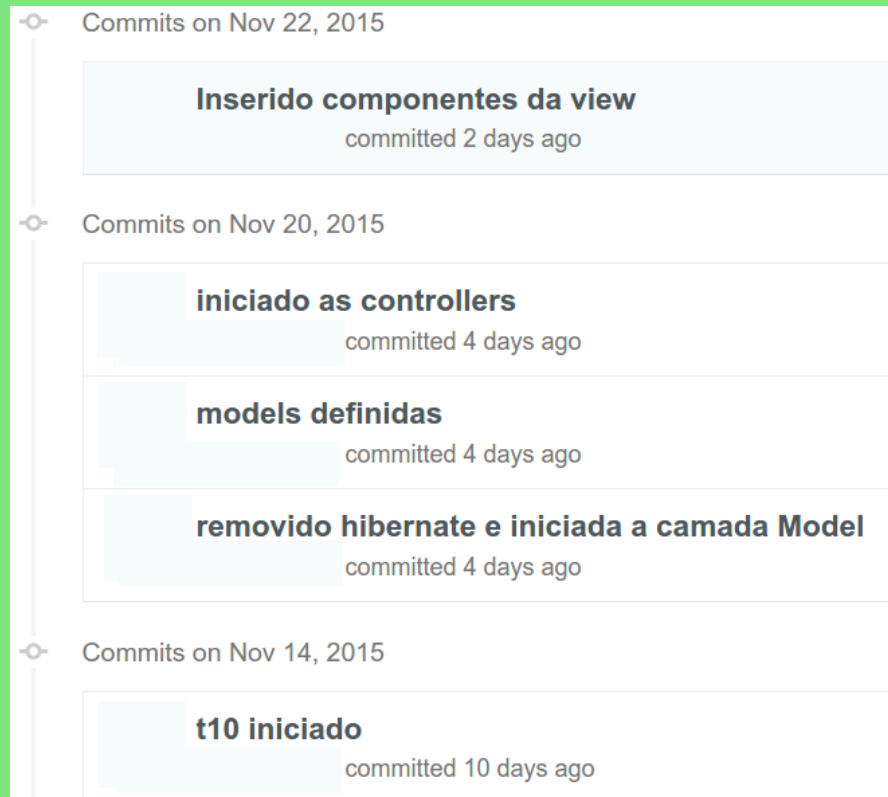 Commits on Nov 22, 2015
Inserido componentes da view
committed 2 days ago
Commits on Nov 20, 2015
iniciado as controllers
committed 4 days ago
models definidas
committed 4 days ago
removido hibernate e iniciada a camada Model
committed 4 days ago
Commits on Nov 14, 2015
t10 iniciado
committed 10 days ago